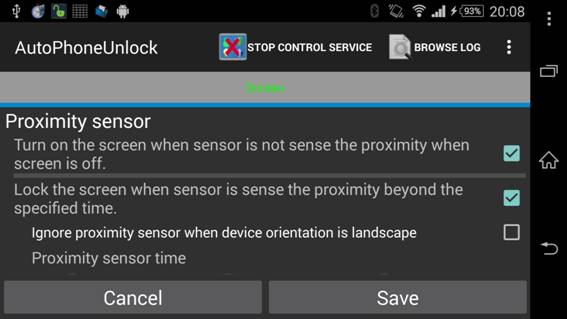 93% 20:08
AutoPhoneUnlock
STOP CONTROL SERVICE
BROWSE LOG
Screen
Proximity sensor
Turn on the screen when sensor is not sense the proximity when
screen is off.
Lock the screen when sensor is sense the proximity beyond the
specified time.
Ignore proximity sensor when device orientation is landscape
Proximity sensor time
Cancel
Save